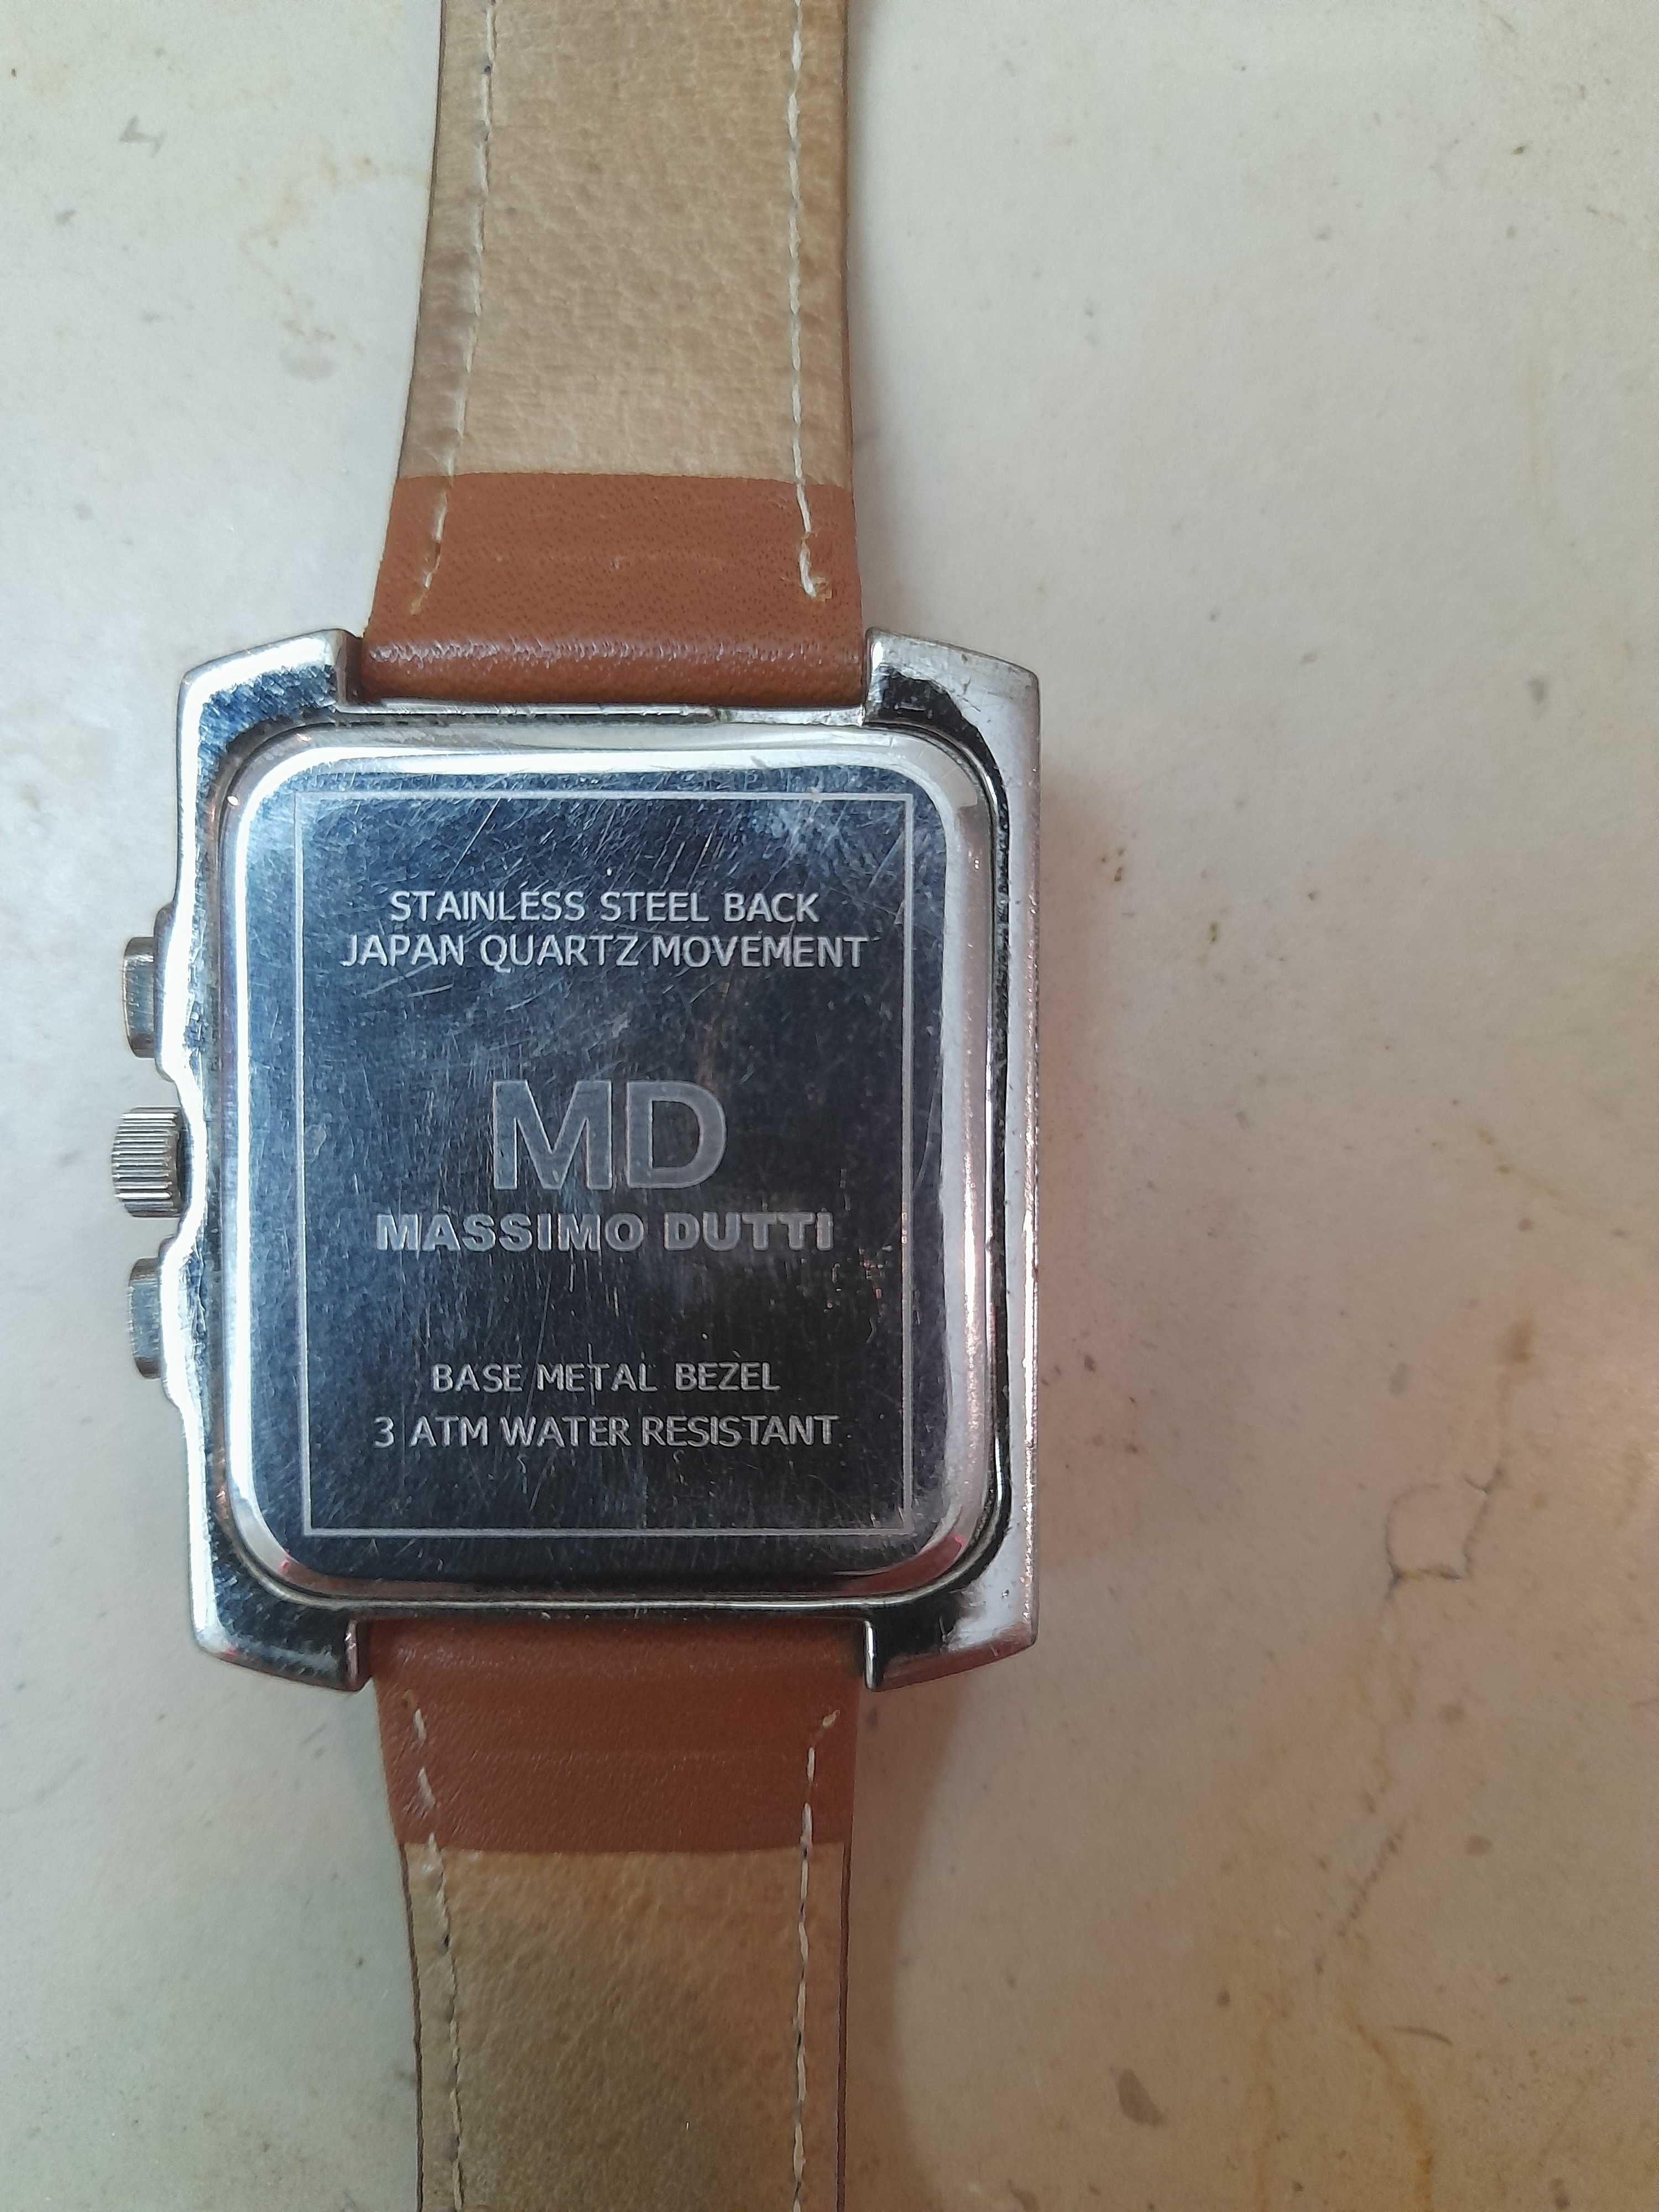 STAINLESS STEEL BACK
JAPAN QUARTZ MOVEMENT
MD
MASSIMO DUTTI
BASE METAL BEZEL
3 ATM WATER RESISTANT